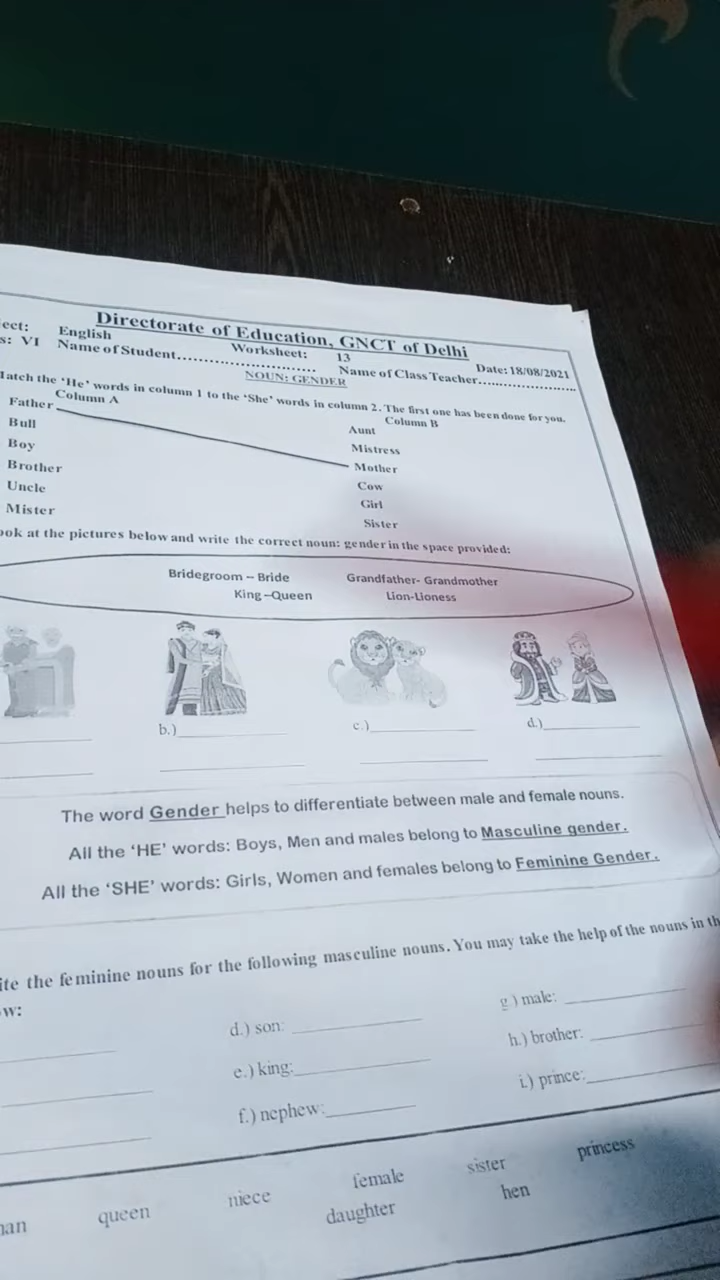 Directorate of Education, GNCT of Delhi
English Worksheet: 13 Date: 18/08/2021
VI Name of Student.................................. Name of Class Teacher.......................
NOUN: GENDER
the 'He' words in column 1 to the 'She' words in column 2. The first one has been done for you.
Column A Column B
Father Aunt
Bull Mistress
Boy Mother
Brother Cow
Uncle Girl
Mister Sister
at the pictures below and write the correct noun: gender in the space provided:
Bridegroom – Bride Grandfather- Grandmother
King –Queen Lion-Lioness
b.) c.) d.)
The word Gender helps to differentiate between male and female nouns.
All the 'HE' words: Boys, Men and males belong to Masculine gender.
All the 'SHE' words: Girls, Women and females belong to Feminine Gender.
the feminine nouns for the following masculine nouns. You may take the help of the nouns in
d.) son: g ) male:
e.) king: h.) brother:
f.) nephew: i.) prince:
queen niece female sister princess
daughter hen